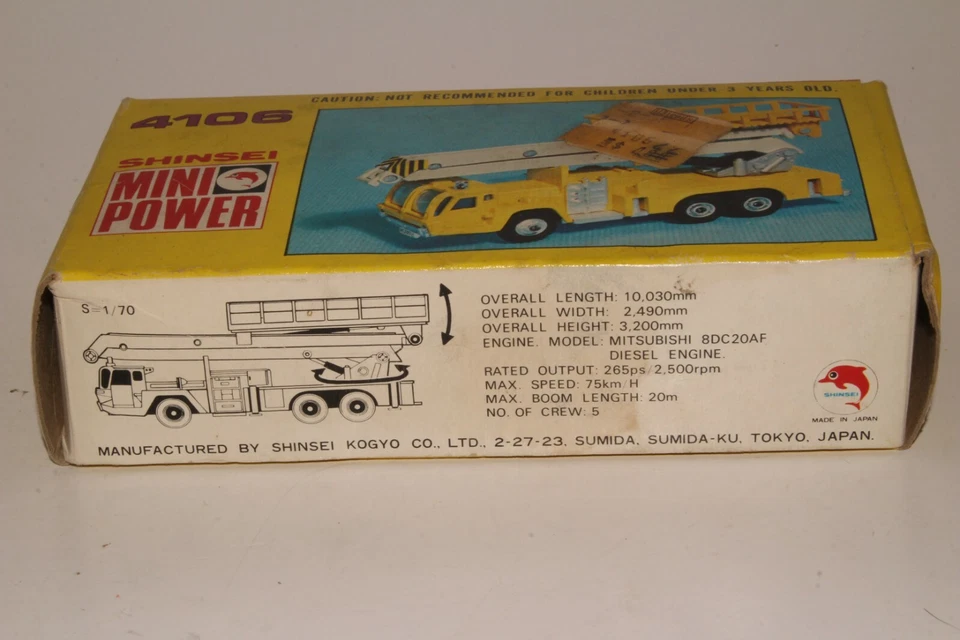 CAUTION: NOT RECOMMENDED FOR CHILDREN UNDER 3 YEARS OLD.
4106
SHINSEI
MINI
POWER
S=1/70
OVERALL LENGTH: 10,030mm
OVERALL WIDTH: 2,490mm
OVERALL HEIGHT: 3,200mm
ENGINE. MODEL: MITSUBISHI 8DC20AF
DIESEL ENGINE.
RATED OUTPUT: 265ps/2,500rpm
MAX. SPEED: 75km/H
MAX. BOOM LENGTH: 20m
NO. OF CREW: 5
SHINSEI
MADE IN JAPAN
MANUFACTURED BY SHINSEI KOGYO CO., LTD., 2-27-23, SUMIDA, SUMIDA-KU, TOKYO, JAPAN.